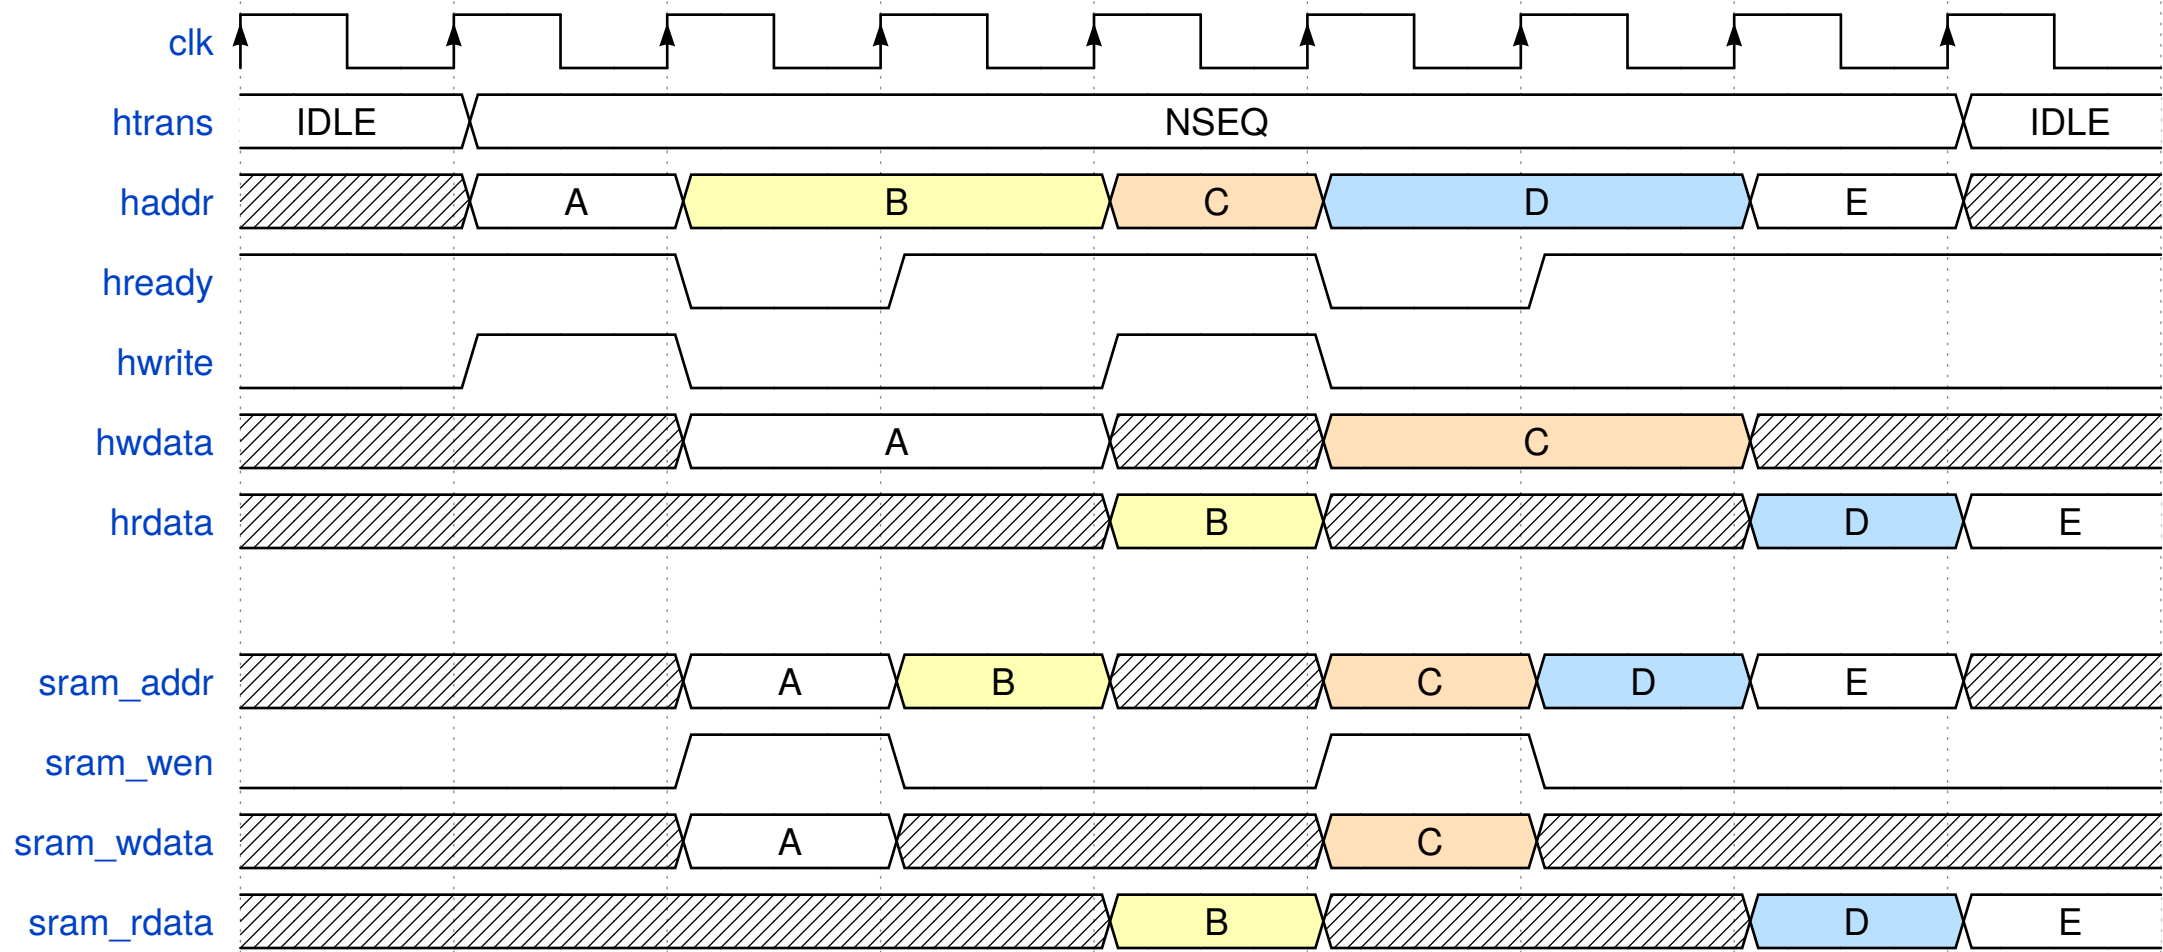 clk
htrans IDLE NSEQ IDLE
haddr A B C D E
hready
hwrite
hwdata A C
hrdata B D E
sram_addr A B C D E
sram_wen
sram_wdata A C
sram_rdata B D E